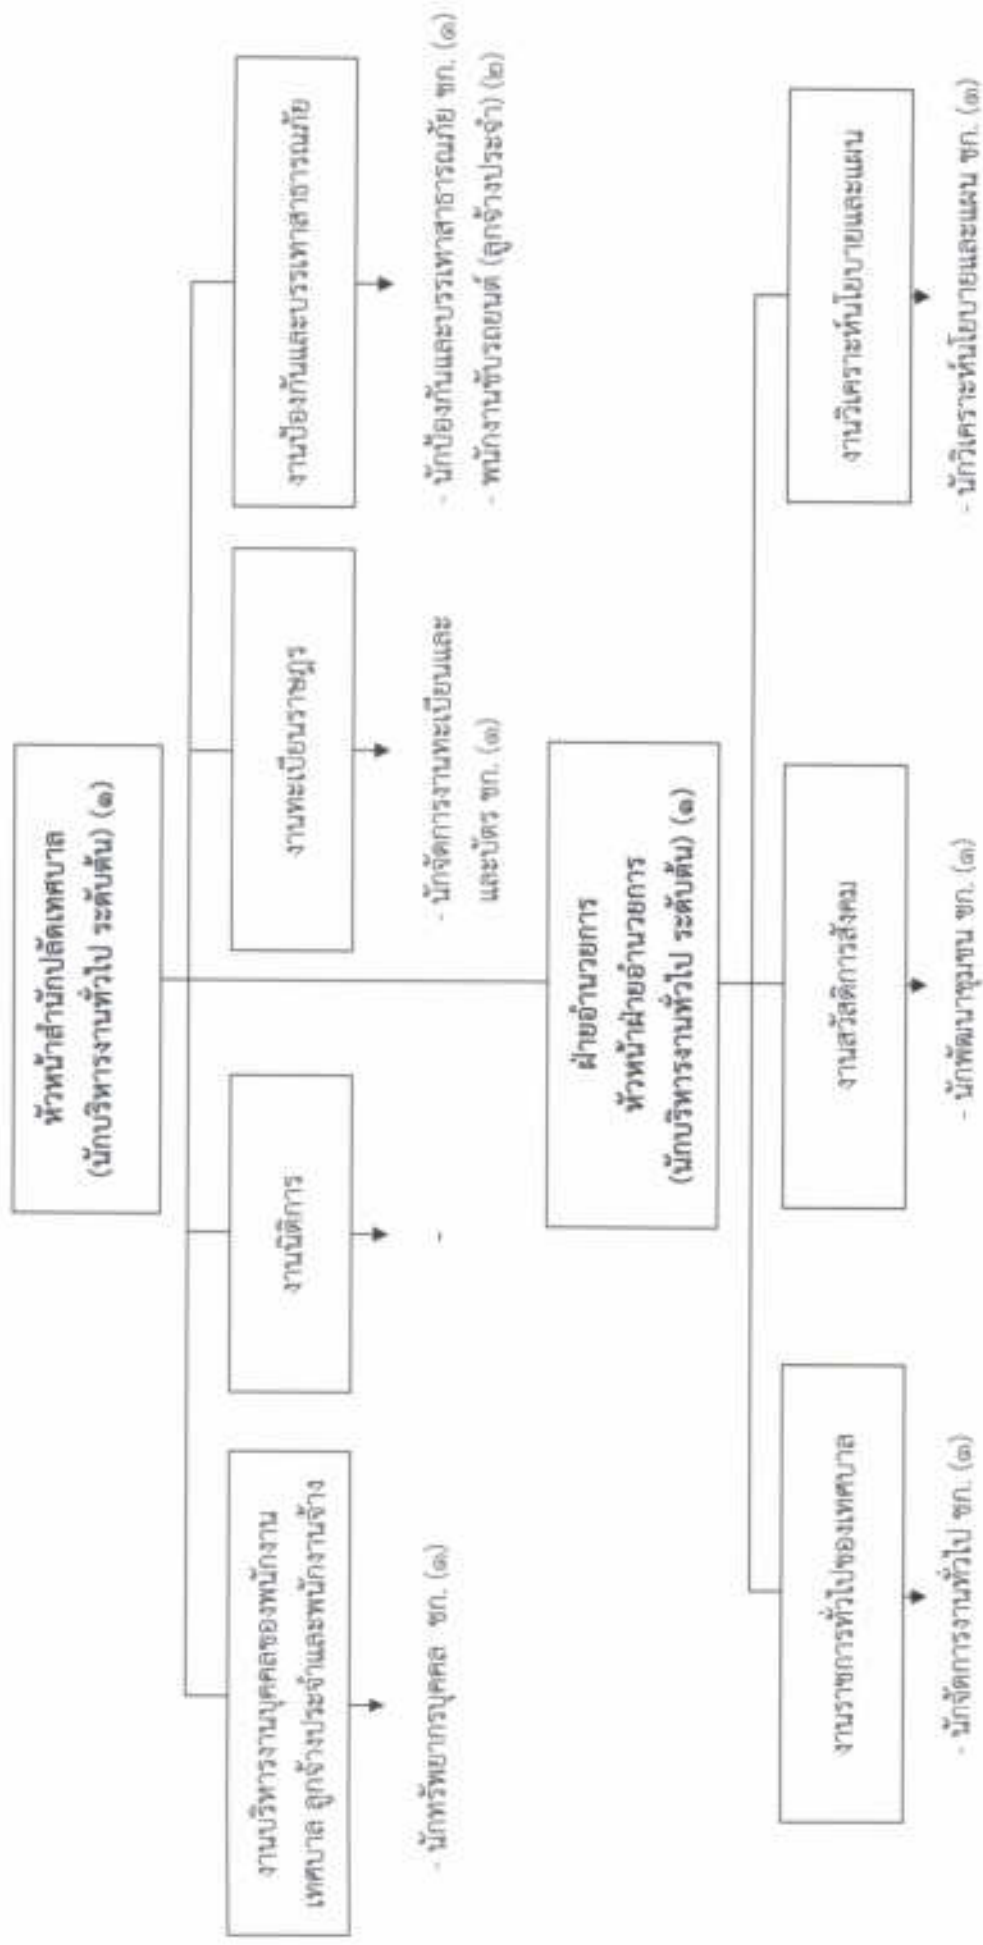 หัวหน้าสำนักปลัดเทศบาล
(นักบริหารงานทั่วไป ระดับต้น) (๑)
งานบริหารงานบุคคลของพนักงาน
เทศบาล ลูกจ้างประจำและพนักงานจ้าง
งานนิติการ
งานทะเบียนราษฎร
งานป้องกันและบรรเทาสาธารณภัย
- นักทรัพยากรบุคคล ชก. (๑)
-
- นักจัดการงานทะเบียนและ
และบัตร ชก. (๑)
- นักป้องกันและบรรเทาสาธารณภัย ชก. (๑)
- พนักงานขับรถยนต์ (ลูกจ้างประจำ) (๒)
ฝ่ายอำนวยการ
หัวหน้าฝ่ายอำนวยการ
(นักบริหารงานทั่วไป ระดับต้น) (๑)
งานราชการทั่วไปของเทศบาล
งานสวัสดิการสังคม
งานวิเคราะห์นโยบายและแผน
- นักจัดการงานทั่วไป ชก. (๑)
- นักพัฒนาชุมชน ชก. (๑)
- นักวิเคราะห์นโยบายและแผน ชก. (๑)